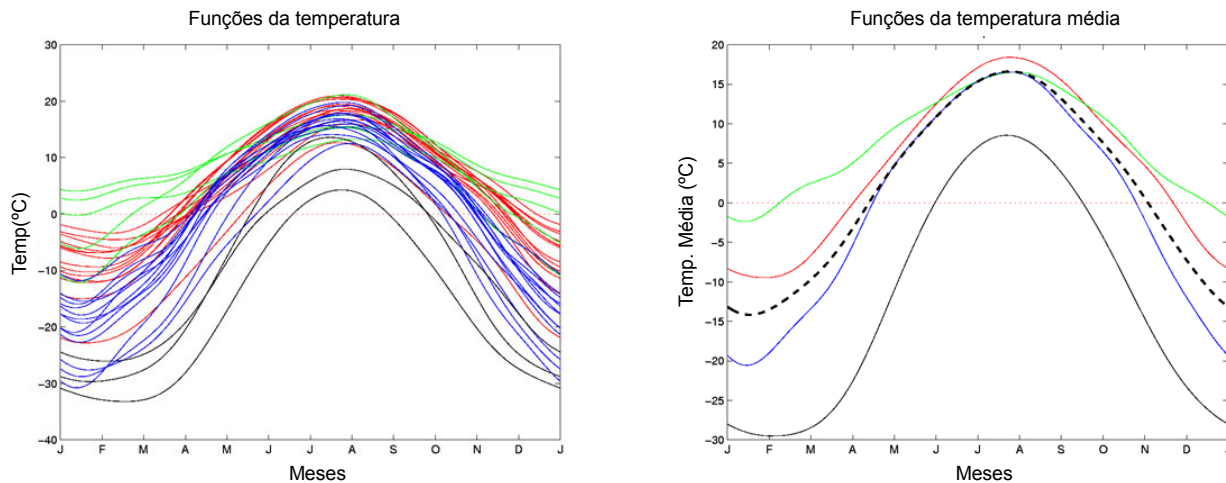 Funções da temperatura
30
20
10
0
−10
−20
−30
−40
Temp(ºC)
J F M A M J J A S O N D J
Meses
Funções da temperatura média
20
15
10
5
0
−5
−10
−15
−20
−25
−30
Temp. Média (ºC)
J F M A M J J A S O N D J
Meses